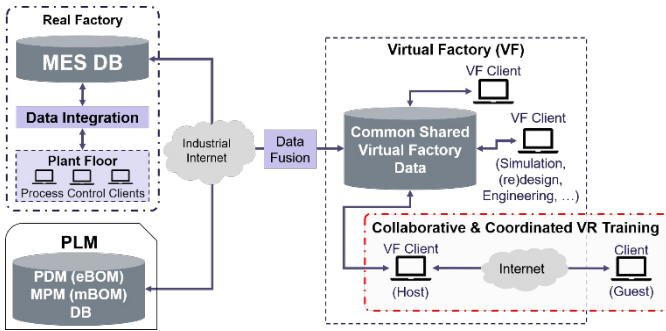 Real Factory
MES DB
Data Integration
Plant Floor
Process Control Clients
PLM
PDM (eBOM)
MPM (mBOM)
DB
Industrial
Internet
Data
Fusion
Virtual Factory (VF)
VF Client
Common Shared
Virtual Factory
Data
VF Client
(Simulation,
(re)design,
Engineering, ...)
Collaborative & Coordinated VR Training
VF Client
(Host)
Internet
Client
(Guest)